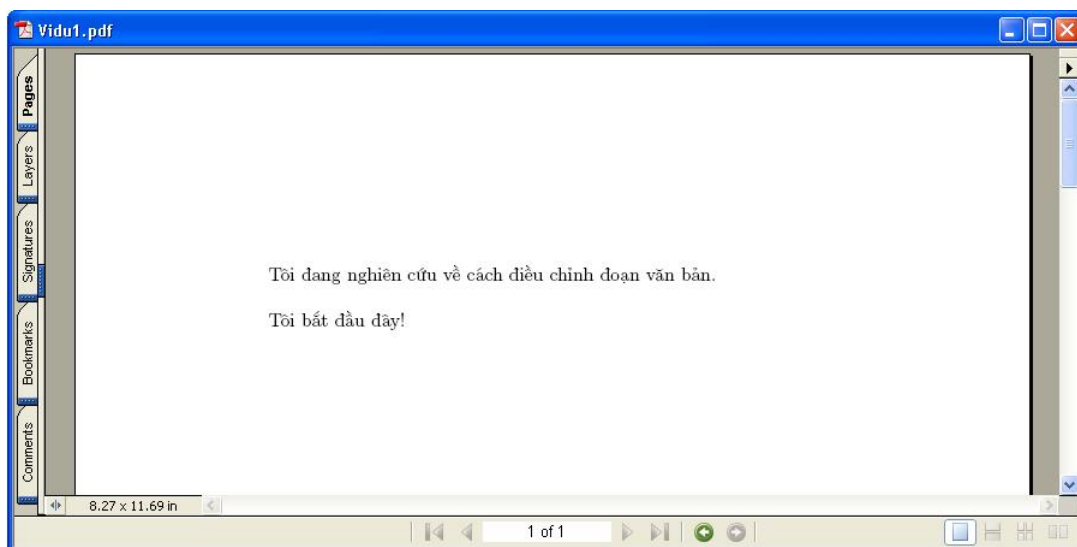 Vidu1.pdf
Pages
Layers
Signatures
Bookmarks
Comments
Tôi đang nghiên cứu về cách điều chỉnh đoạn văn bản.
Tôi bắt đầu đây!
8.27 x 11.69 in
1 of 1